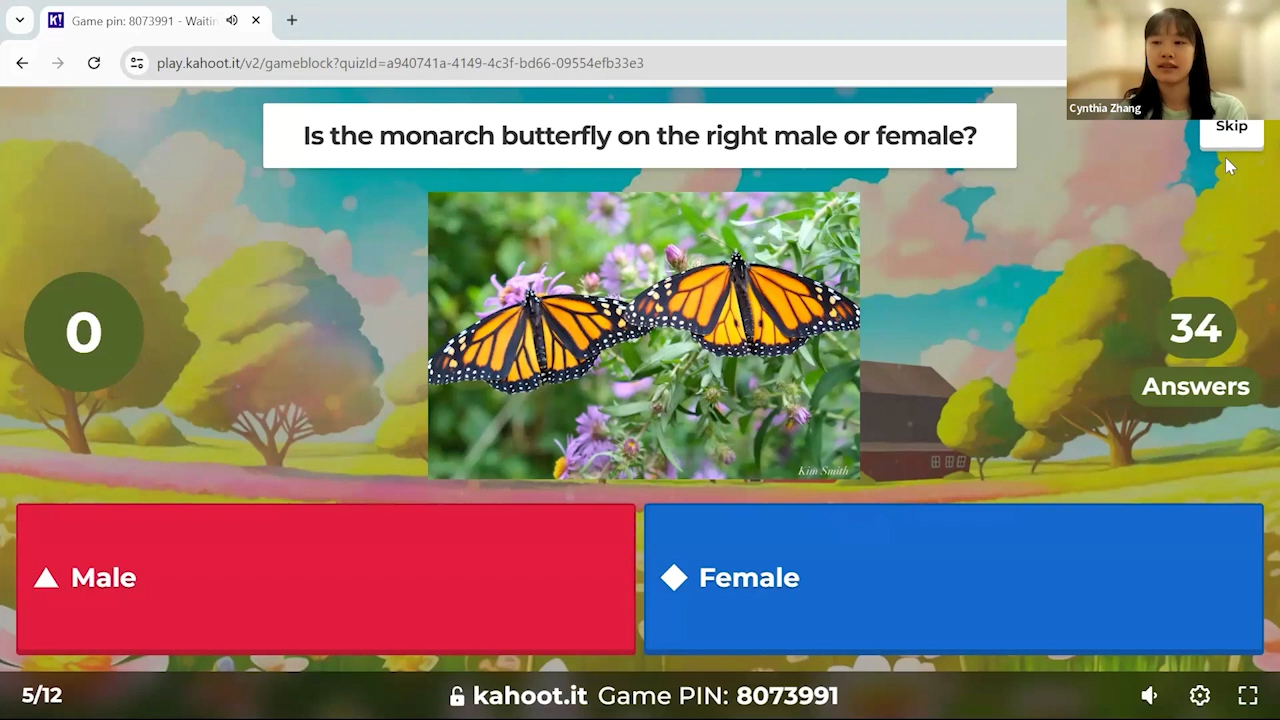 K! Game pin: 8073991 - Waitin
play.kahoot.it/v2/gameblock?quizId=a940741a-4149-4c3f-bd66-09554efb33e3
Cynthia Zhang
Skip
Is the monarch butterfly on the right male or female?
0
34
Answers
Kim Smith
Male
Female
5/12
kahoot.it Game PIN: 8073991